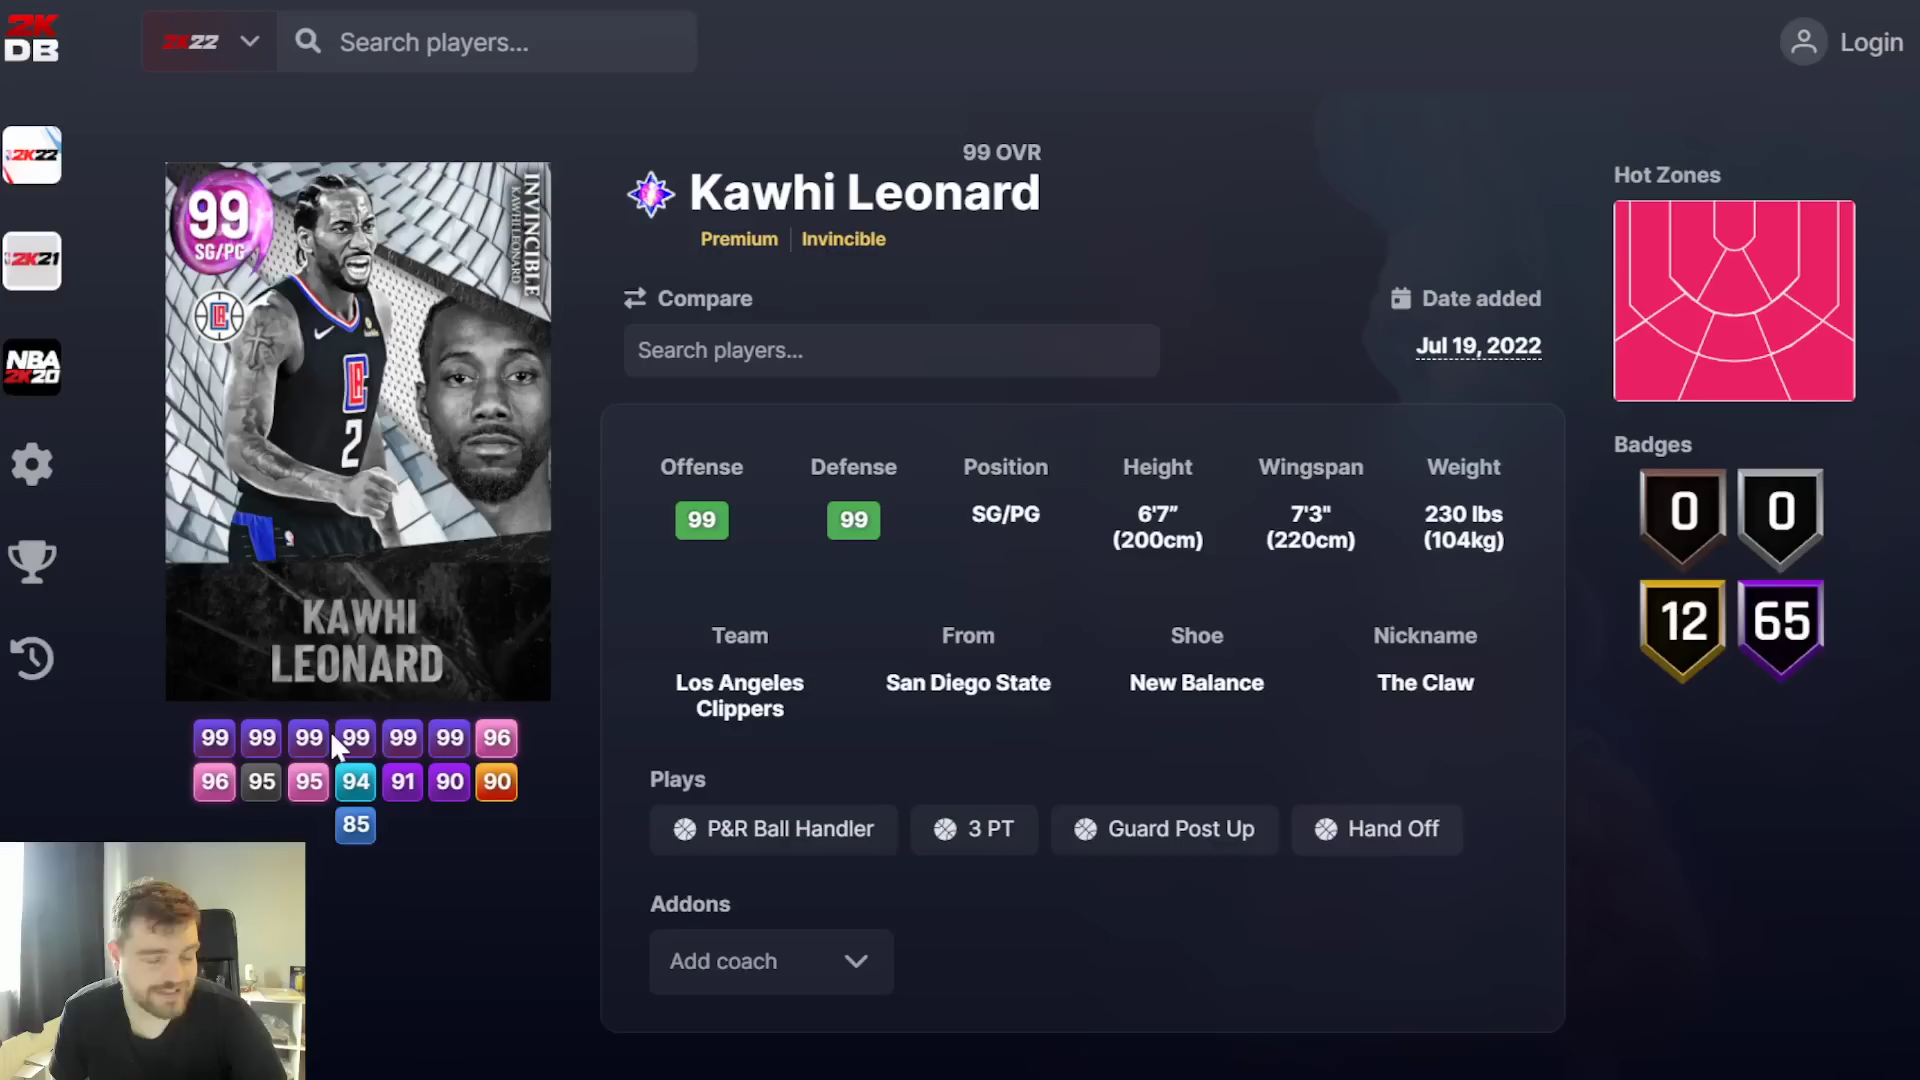 2K
DB
2K22
Search players...
Login
2K22
2K21
NBA
2K20
99
SG/PG
INVINCIBLE
KAWHI LEONARD
LA
2
KAWHI
LEONARD
99 99 99 99 99 99 96
96 95 95 94 91 90 90
85
99 OVR
Kawhi Leonard
Premium Invincible
Compare
Search players...
Date added
Jul 19, 2022
Offense Defense Position Height Wingspan Weight
99 99 SG/PG 6'7" 7'3" 230 lbs
(200cm) (220cm) (104kg)
Team From Shoe Nickname
Los Angeles San Diego State New Balance The Claw
Clippers
Plays
P&R Ball Handler 3 PT Guard Post Up Hand Off
Addons
Add coach
Hot Zones
Badges
0 0
12 65